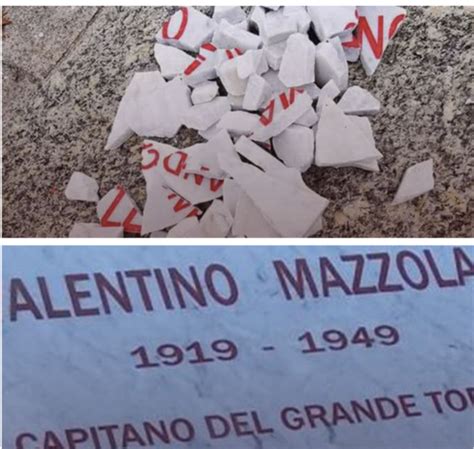 ALENTINO MAZZOLA
1919 - 1949
CAPITANO DEL GRANDE TOR